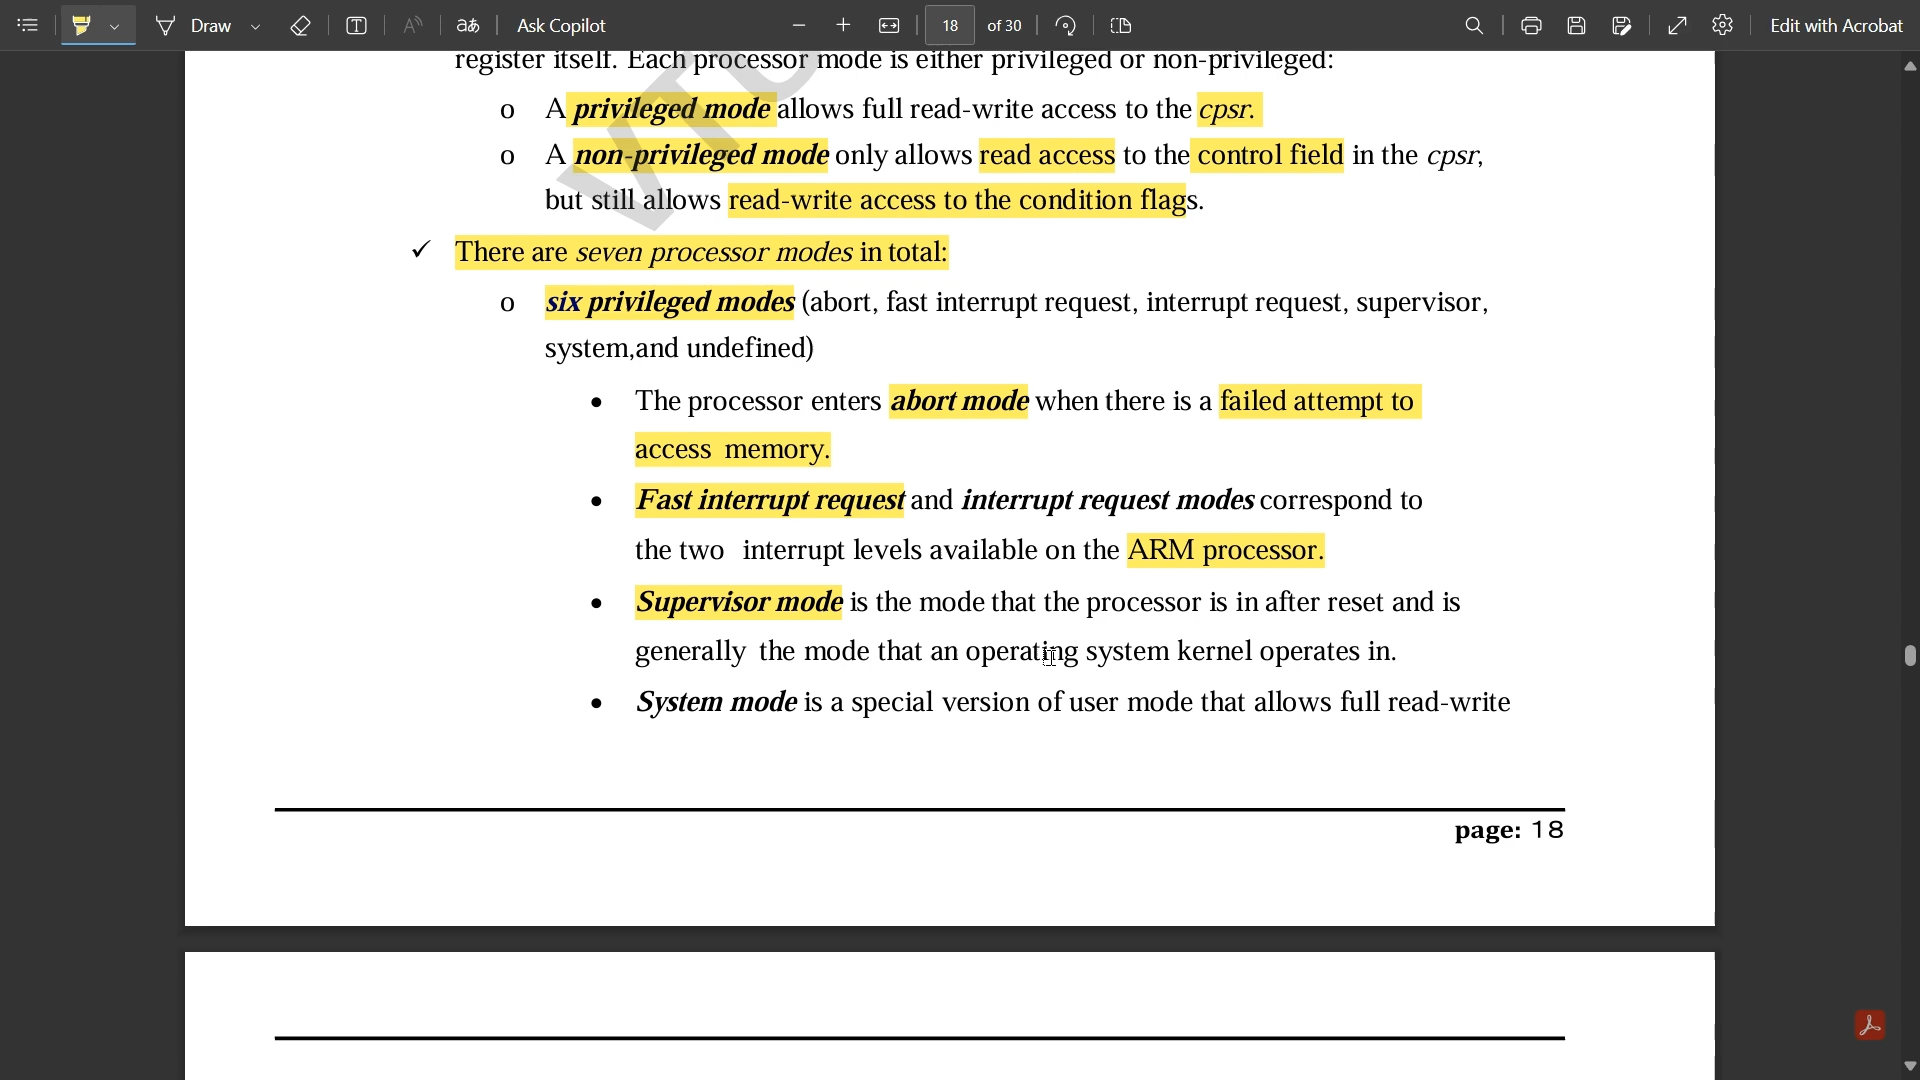 Draw
Ask Copilot
18 of 30
Edit with Acrobat
register itself. Each processor mode is either privileged or non-privileged:
o A privileged mode allows full read-write access to the cpsr.
o A non-privileged mode only allows read access to the control field in the cpsr,
but still allows read-write access to the condition flags.
✓ There are seven processor modes in total:
o six privileged modes (abort, fast interrupt request, interrupt request, supervisor,
system,and undefined)
• The processor enters abort mode when there is a failed attempt to
access memory.
• Fast interrupt request and interrupt request modes correspond to
the two interrupt levels available on the ARM processor.
• Supervisor mode is the mode that the processor is in after reset and is
generally the mode that an operating system kernel operates in.
• System mode is a special version of user mode that allows full read-write
page: 18